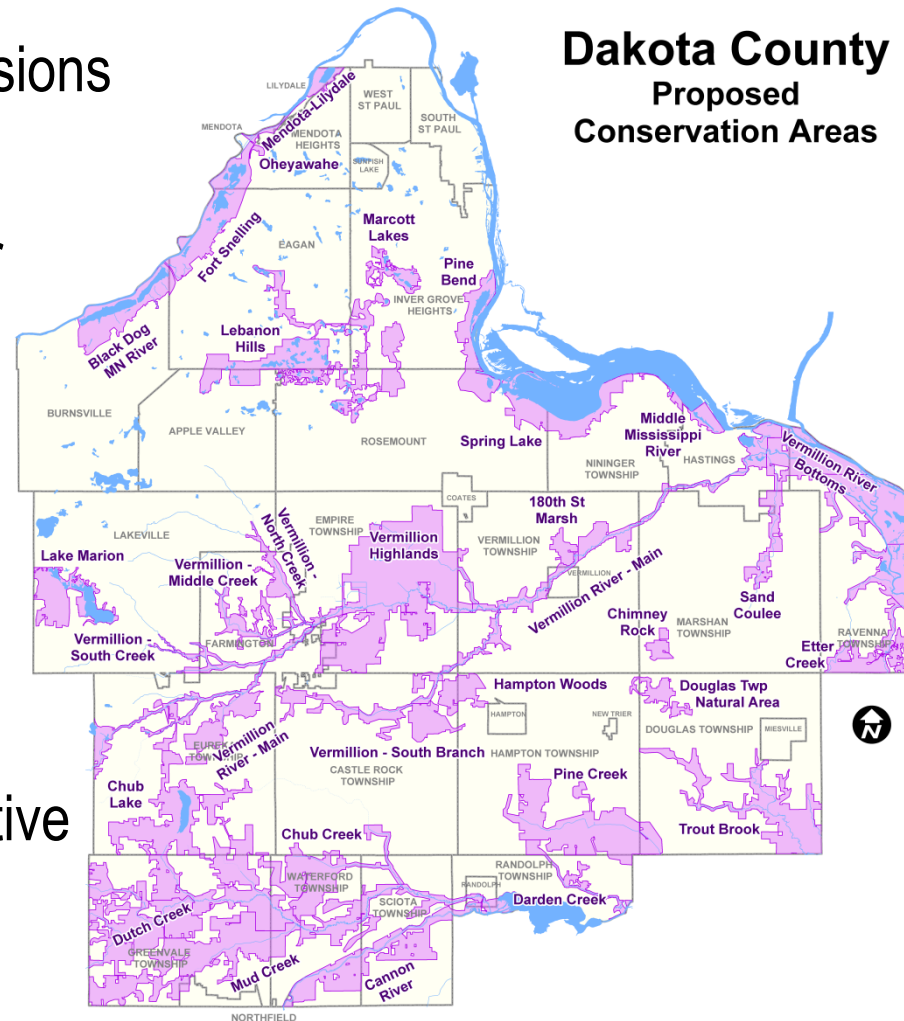 sions
tive
Dakota County
Proposed
Conservation Areas
LILYDALE
Mendota-Lilydale
WEST
ST PAUL
SOUTH
ST PAUL
MENDOTA
MENDOTA
HEIGHTS
Oheyawahe
SUNFISH
LAKE
Fort Snelling
EAGAN
Marcott
Lakes
Pine
Bend
INVER GROVE
HEIGHTS
Black Dog
MN River
Lebanon
Hills
BURNSVILLE
APPLE VALLEY
ROSEMOUNT
Spring Lake
Middle
Mississippi
River
NININGER
TOWNSHIP
HASTINGS
Vermillion River
Bottoms
COATES
LAKEVILLE
Vermillion -
North Creek
EMPIRE
TOWNSHIP
Vermillion
Highlands
180th St
Marsh
VERMILLION
TOWNSHIP
VERMILLION
Lake Marion
Vermillion -
Middle Creek
Vermillion River - Main
Sand
Coulee
Chimney
Rock
MARSHAN
TOWNSHIP
Vermillion -
South Creek
FARMINGTON
RAVENNA
TOWNSHIP
Etter
Creek
Hampton Woods
Douglas Twp
Natural Area
HAMPTON
NEW TRIER
DOUGLAS TOWNSHIP
MIESVILLE
EUREKA
TOWNSHIP
Vermillion
River - Main
Vermillion - South Branch
HAMPTON TOWNSHIP
CASTLE ROCK
TOWNSHIP
Pine Creek
Chub
Lake
Trout Brook
Chub Creek
WATERFORD
TOWNSHIP
RANDOLPH
TOWNSHIP
RANDOLPH
SCIOTA
TOWNSHIP
Darden Creek
Dutch Creek
GREENVALE
TOWNSHIP
Mud Creek
Cannon
River
NORTHFIELD
N